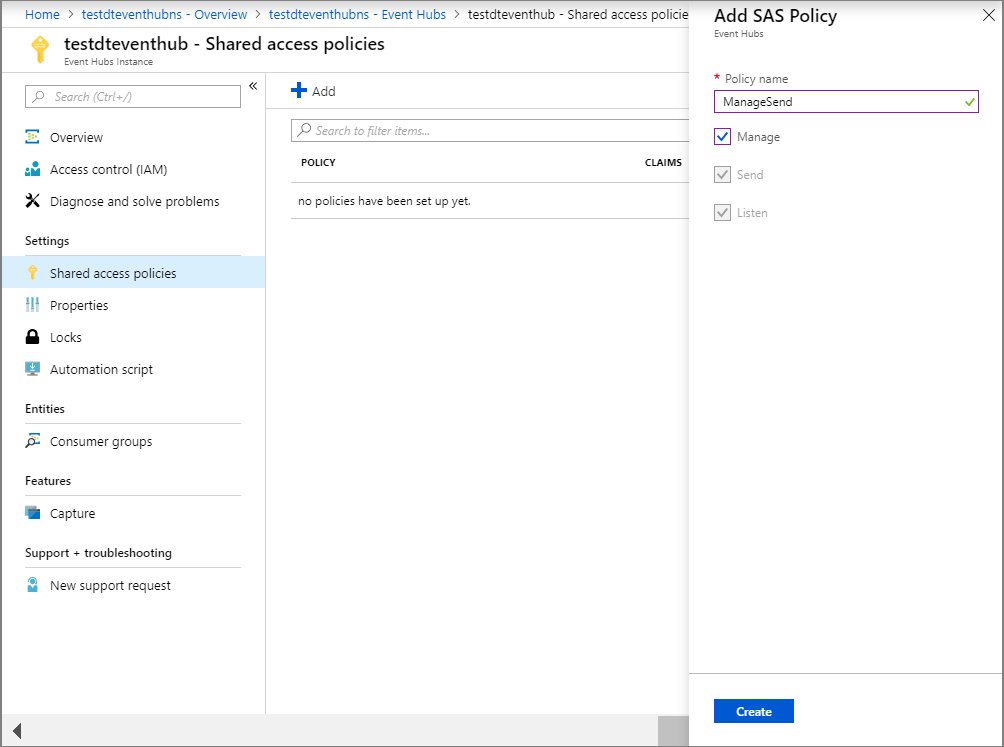 Home > testdteventhubns - Overview > testdteventhubns - Event Hubs > testdteventhub - Shared access policie
testdteventhub - Shared access policies
Event Hubs Instance
Search (Ctrl+/)
«
Overview
Access control (IAM)
Diagnose and solve problems
Settings
Shared access policies
Properties
Locks
Automation script
Entities
Consumer groups
Features
Capture
Support + troubleshooting
New support request
Add
Search to filter items...
POLICY CLAIMS
no policies have been set up yet.
Add SAS Policy
Event Hubs
* Policy name
ManageSend
Manage
Send
Listen
Create